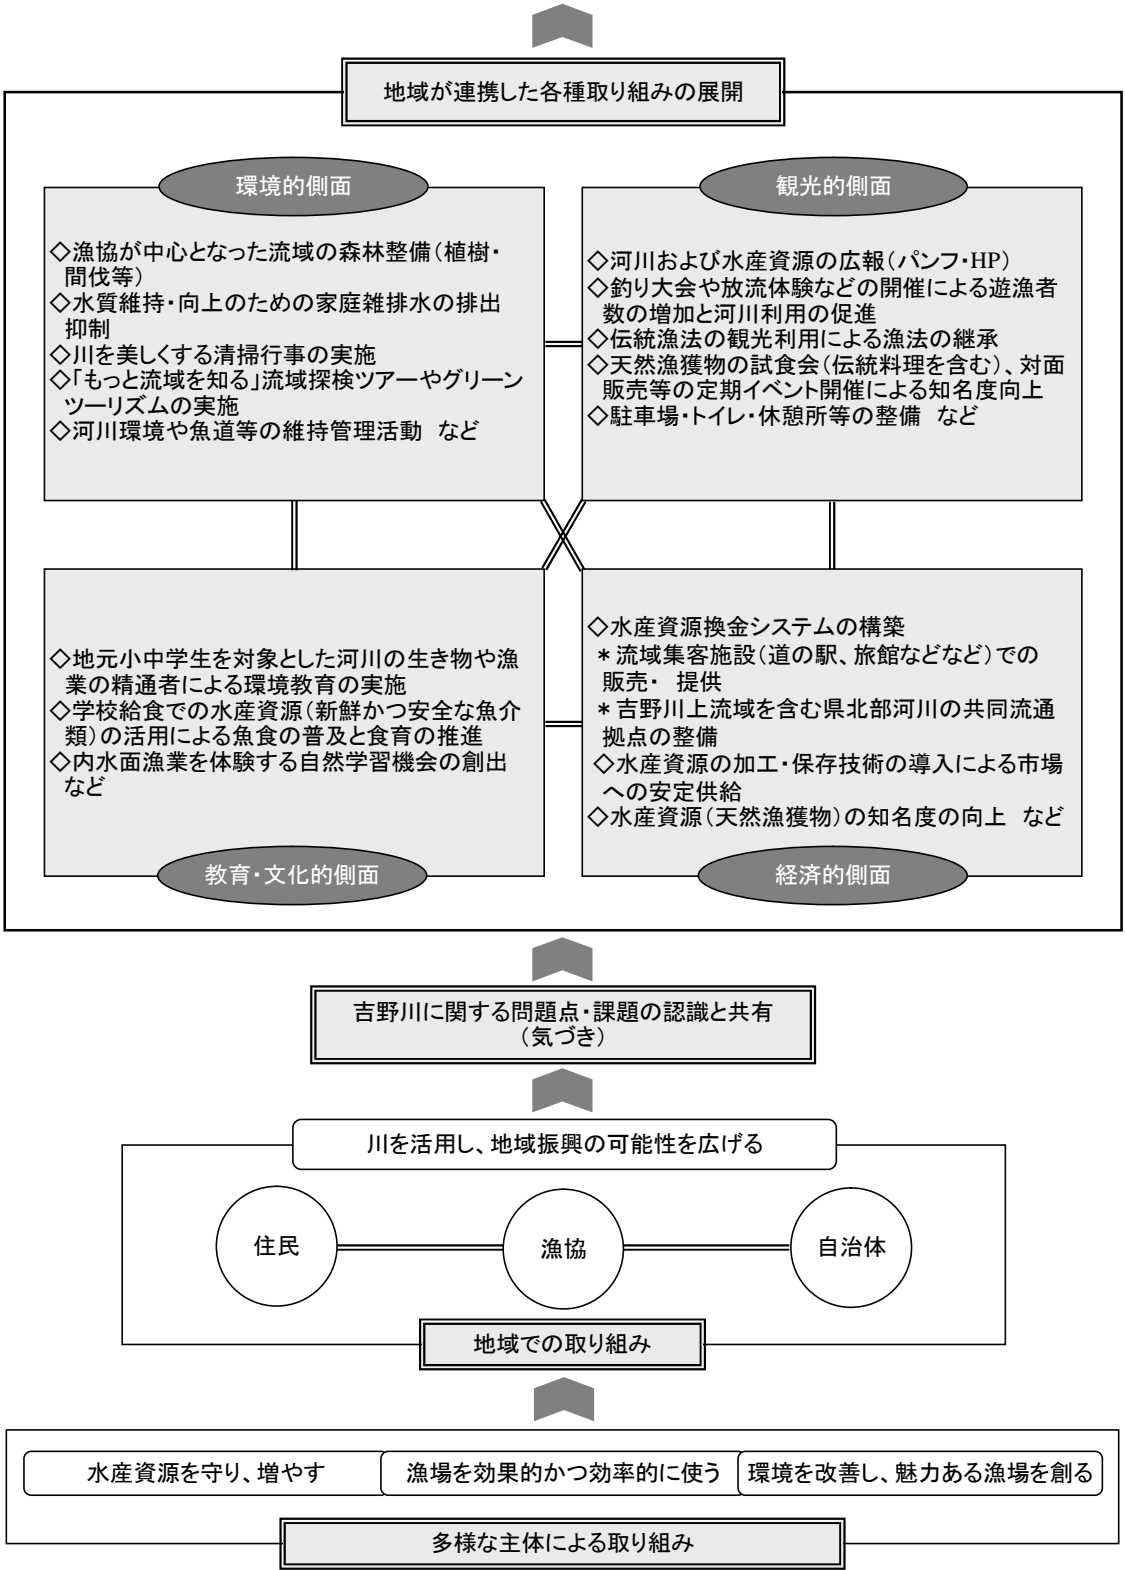 地域が連携した各種取り組みの展開
環境的側面
◇漁協が中心となった流域の森林整備（植樹・
間伐等）
◇水質維持・向上のための家庭雑排水の排出
抑制
◇川を美しくする清掃行事の実施
◇「もっと流域を知る」流域探検ツアーやグリーン
ツーリズムの実施
◇河川環境や魚道等の維持管理活動　など
観光的側面
◇河川および水産資源の広報（パンフ・HP）
◇釣り大会や放流体験などの開催による遊漁者
数の増加と河川利用の促進
◇伝統漁法の観光利用による漁法の継承
◇天然漁獲物の試食会（伝統料理を含む）、対面
販売等の定期イベント開催による知名度向上
◇駐車場・トイレ・休憩所等の整備　など
◇地元小中学生を対象とした河川の生き物や漁
業の精通者による環境教育の実施
◇学校給食での水産資源（新鮮かつ安全な魚介
類）の活用による魚食の普及と食育の推進
◇内水面漁業を体験する自然学習機会の創出
など
教育・文化的側面
◇水産資源換金システムの構築
＊流域集客施設（道の駅、旅館などなど）での
販売・　提供
＊吉野川上流域を含む県北部河川の共同流通
拠点の整備
◇水産資源の加工・保存技術の導入による市場
への安定供給
◇水産資源（天然漁獲物）の知名度の向上　など
経済的側面
吉野川に関する問題点・課題の認識と共有
（気づき）
川を活用し、地域振興の可能性を広げる
住民
漁協
自治体
地域での取り組み
水産資源を守り、増やす
漁場を効果的かつ効率的に使う
環境を改善し、魅力ある漁場を創る
多様な主体による取り組み